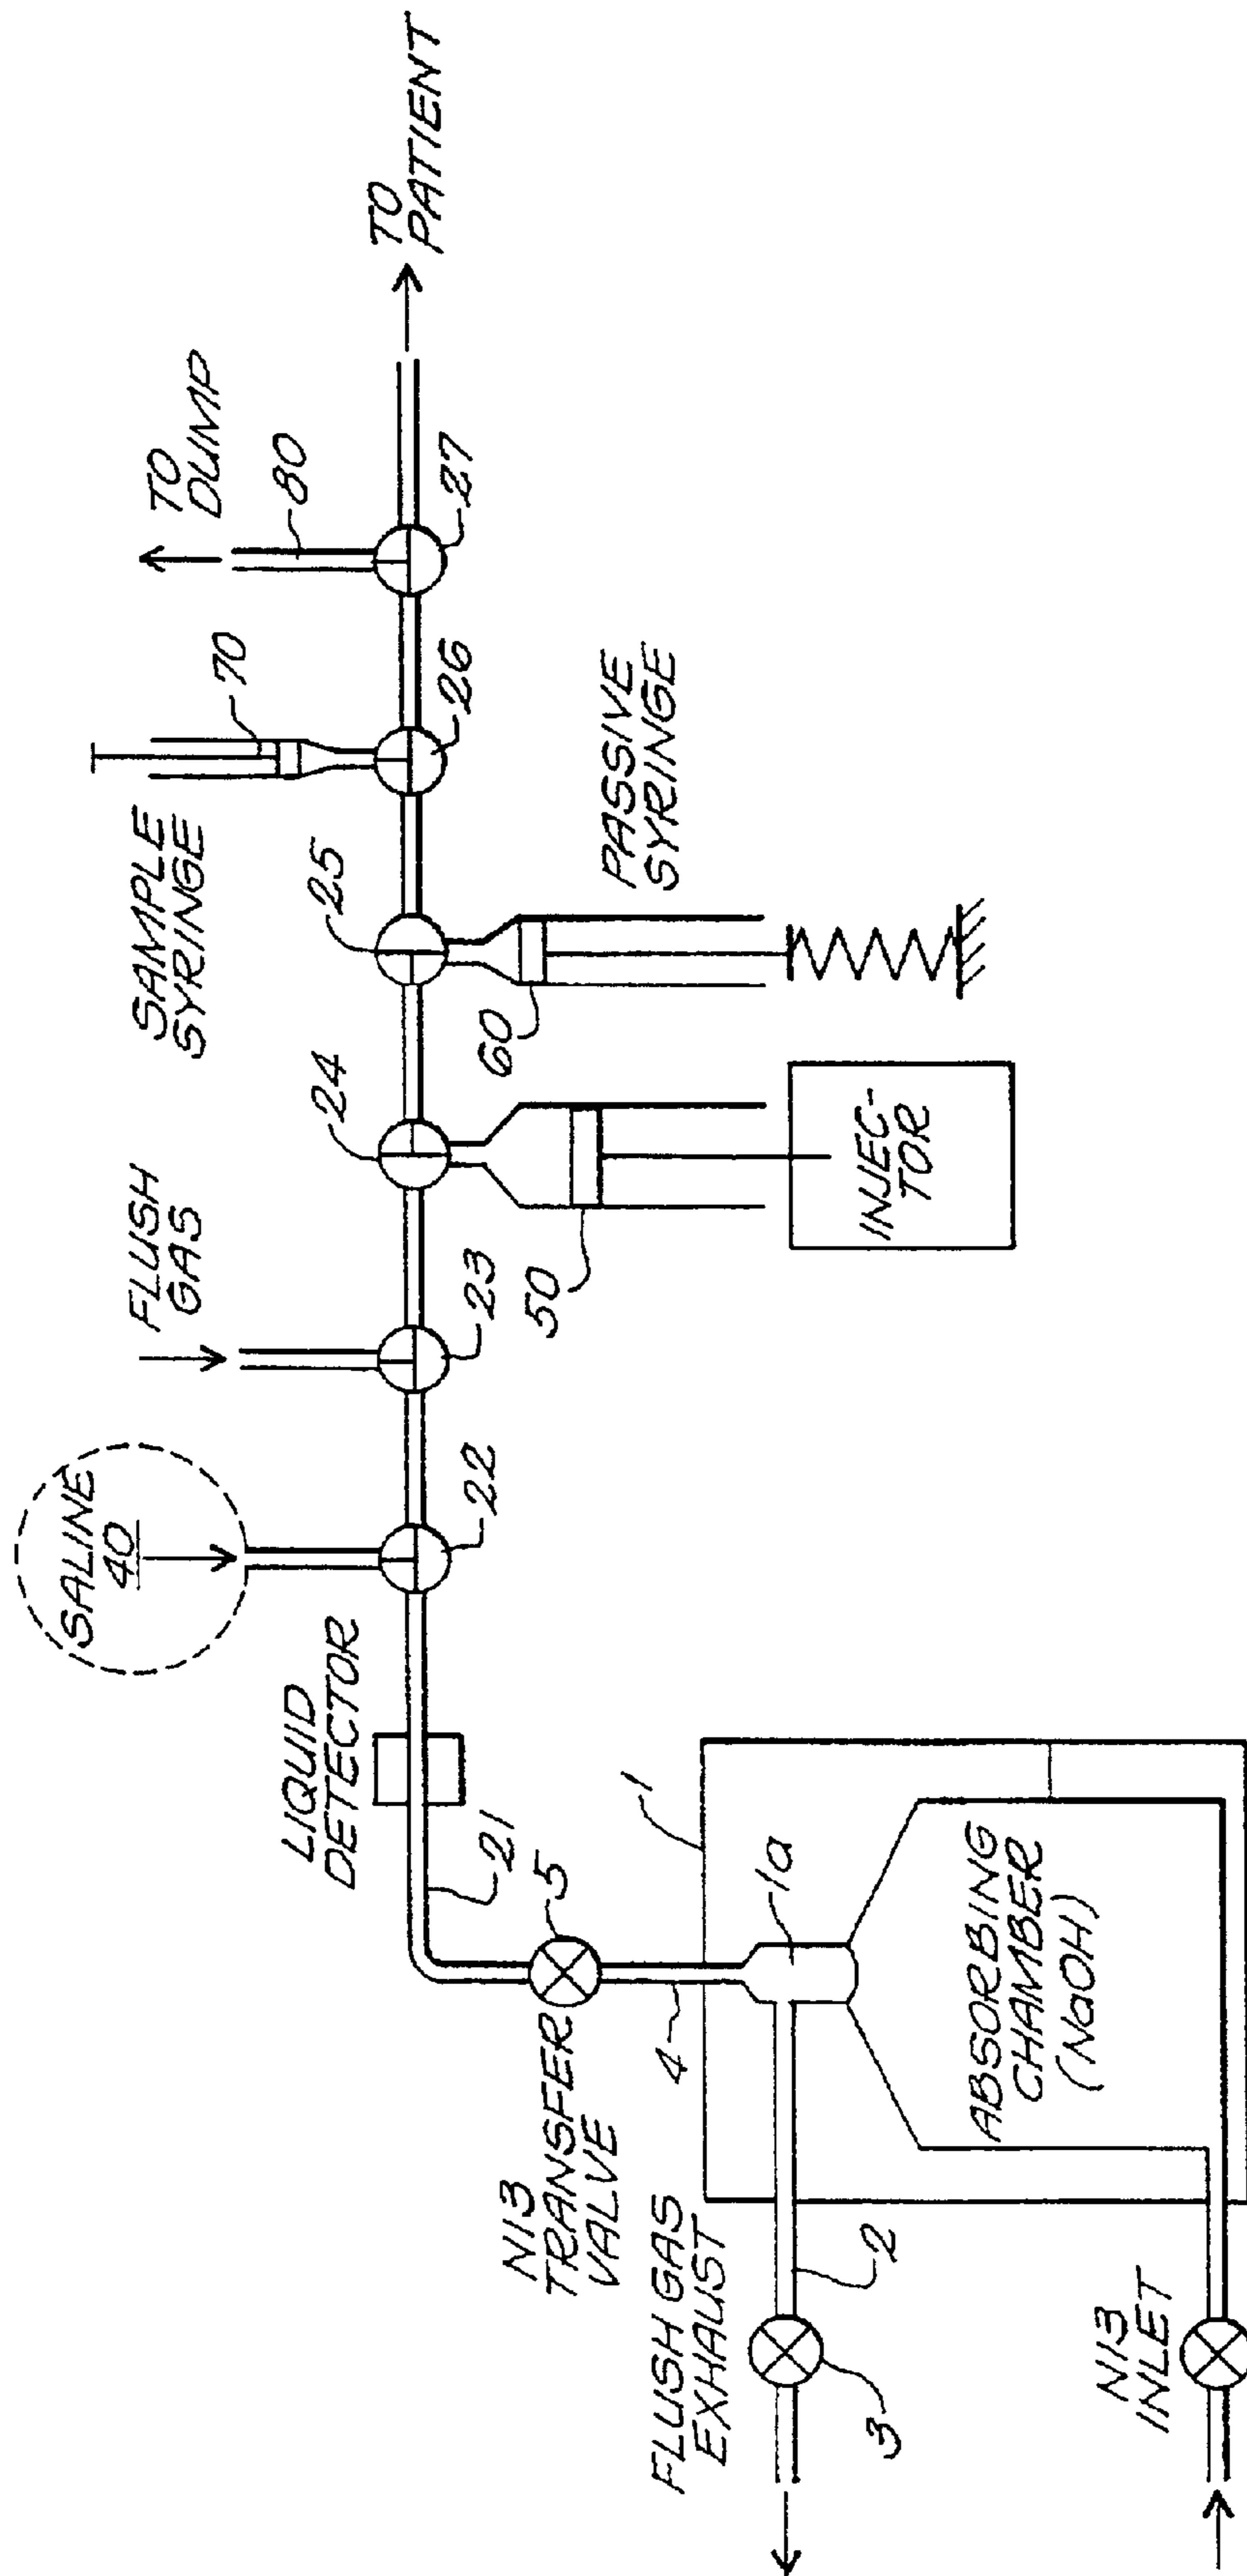 SALINE
40
FLUSH
GAS
SAMPLE
SYRINGE
70
TO
DUMP
80
TO
PATIENT
LIQUID
DETECTOR
21
22
23
24
25
26
27
50
INJEC-
TOR
60
PASSIVE
SYRINGE
N13
TRANSFER
VALVE
5
4
1
1a
FLUSH GAS
EXHAUST
2
3
ABSORBING
CHAMBER
(NaOH)
N13
INLET